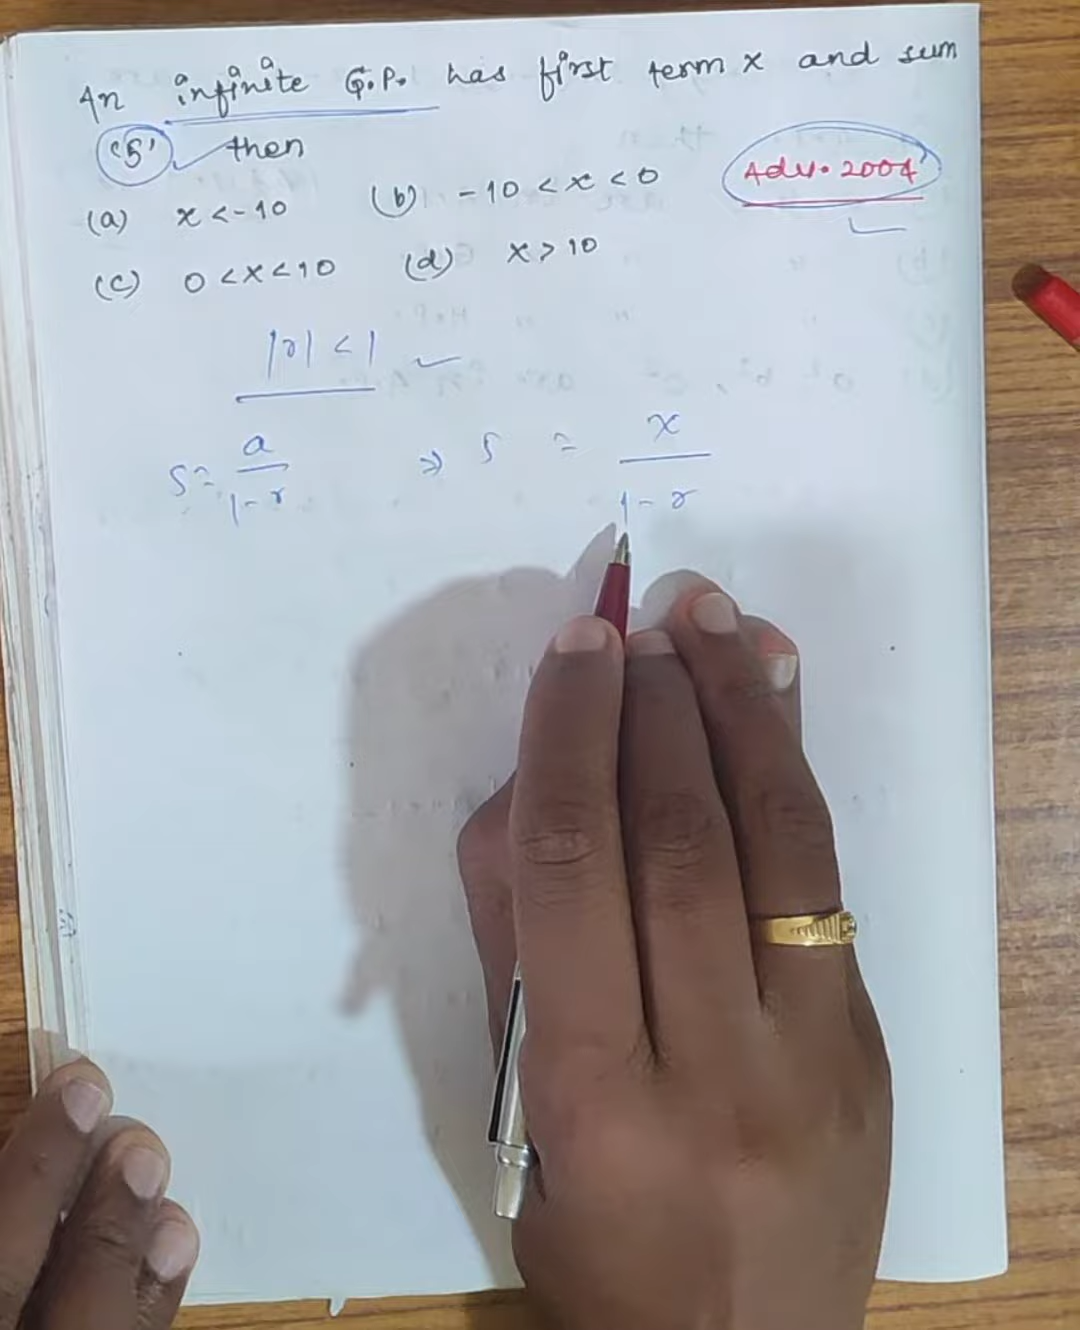 An infinite G.P. has first term x and sum
'5' then
Adv. 2004
(a) x < -10 (b) -10 < x < 0
(c) 0 < x < 10 (d) x > 10
|r| < 1
S = a/1-r ⇒ 5 = x/1-r